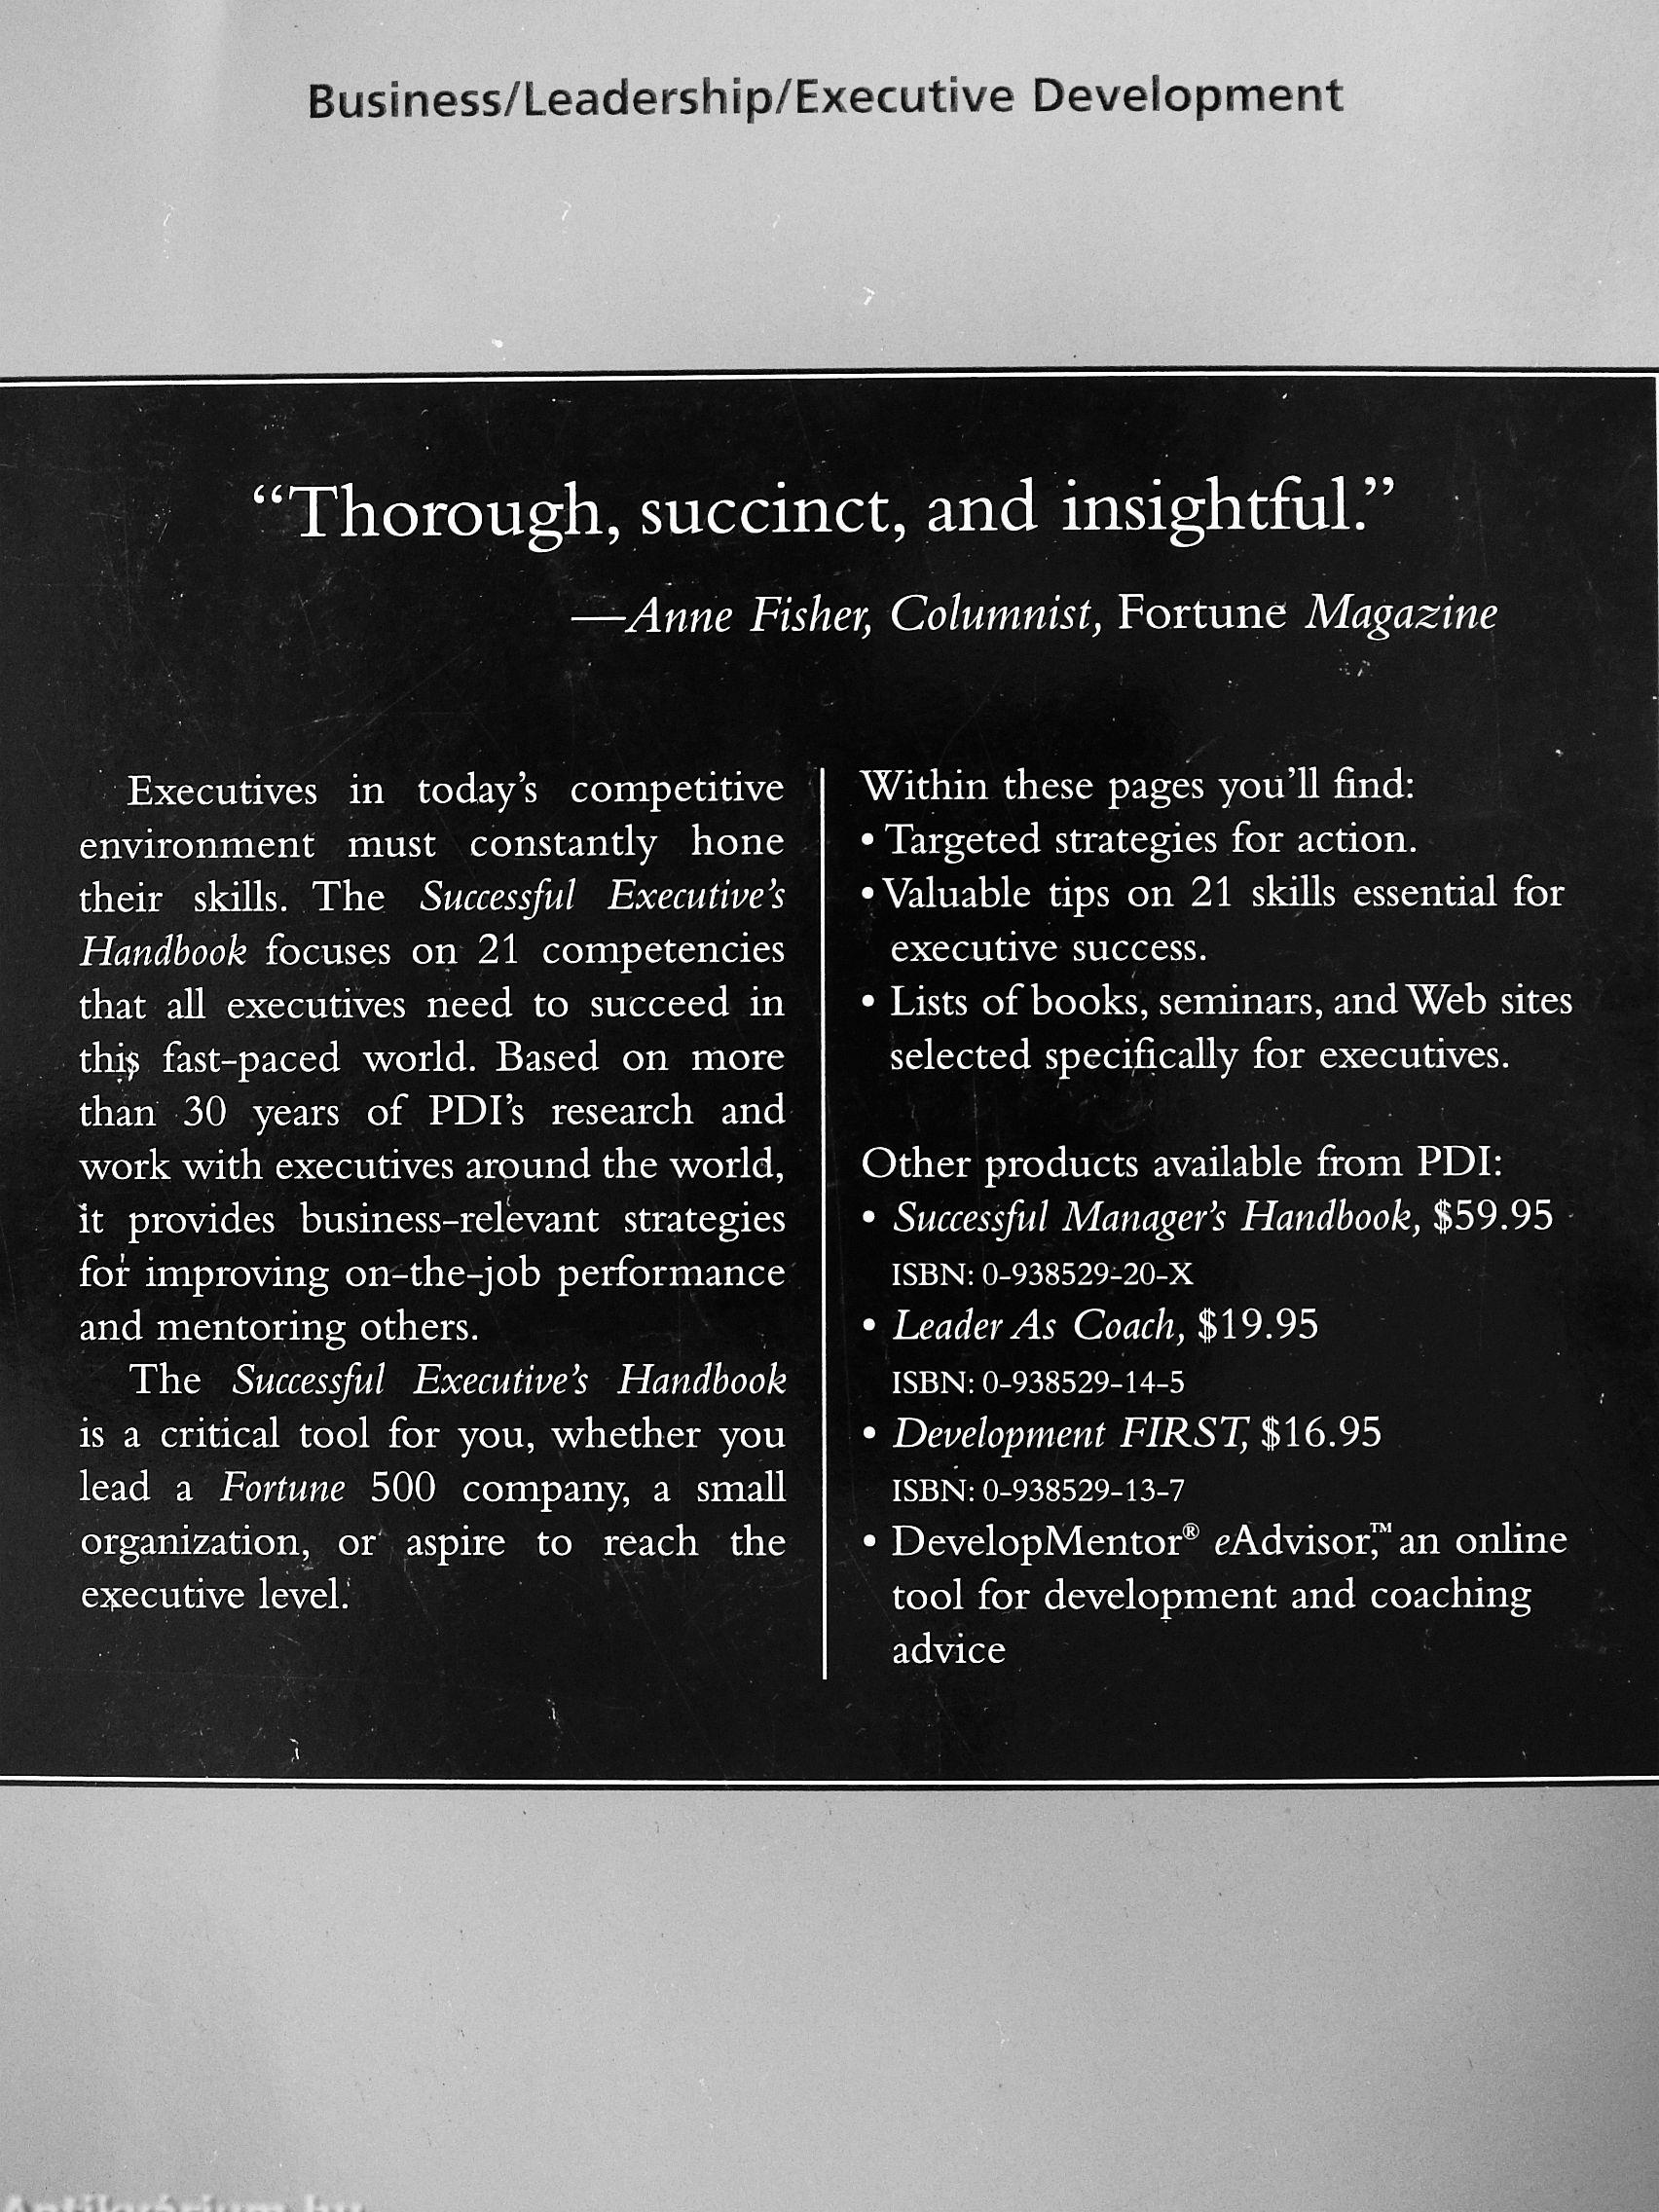 Business/Leadership/Executive Development
“Thorough, succinct, and insightful.”
—Anne Fisher, Columnist, Fortune Magazine
Executives in today’s competitive
environment must constantly hone
their skills. The Successful Executive’s
Handbook focuses on 21 competencies
that all executives need to succeed in
this fast-paced world. Based on more
than 30 years of PDI’s research and
work with executives around the world,
it provides business-relevant strategies
for improving on-the-job performance
and mentoring others.
The Successful Executive’s Handbook
is a critical tool for you, whether you
lead a Fortune 500 company, a small
organization, or aspire to reach the
executive level.
Within these pages you’ll find:
• Targeted strategies for action.
• Valuable tips on 21 skills essential for
executive success.
• Lists of books, seminars, and Web sites
selected specifically for executives.
Other products available from PDI:
• Successful Manager’s Handbook, $59.95
ISBN: 0-938529-20-X
• Leader As Coach, $19.95
ISBN: 0-938529-14-5
• Development FIRST, $16.95
ISBN: 0-938529-13-7
• DevelopMentor® eAdvisor,™ an online
tool for development and coaching
advice
Antikvárium.hu